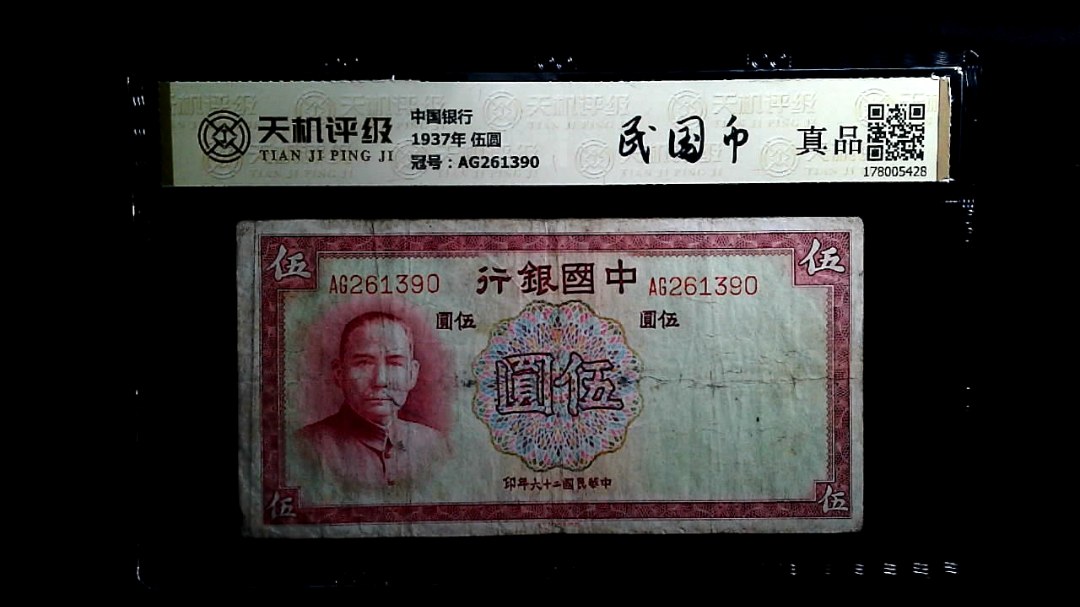 天机评级
TIAN JI PING JI
中国银行
1937年 伍圆
冠号：AG261390
民国币
真品
178005428
伍
伍
行銀國中
AG261390
AG261390
圓伍
圓伍
圓伍
印年六十二國民華中
伍
伍